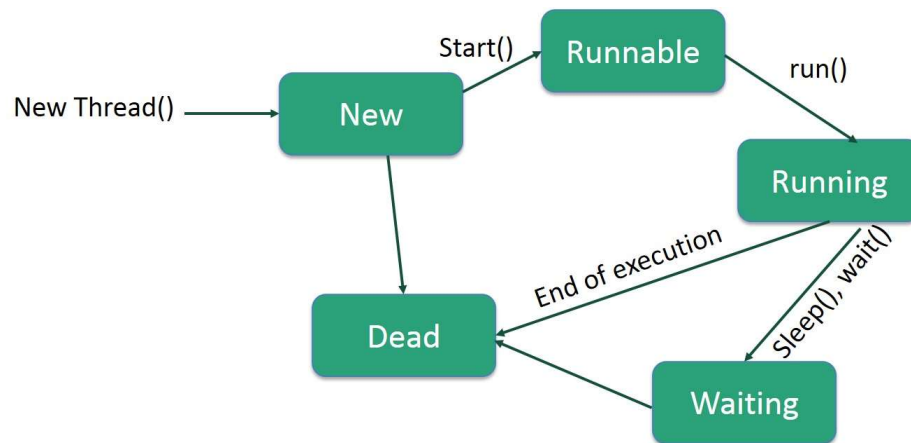 Start()
Runnable
run()
New Thread()
New
Running
End of execution
Sleep(), wait()
Dead
Waiting